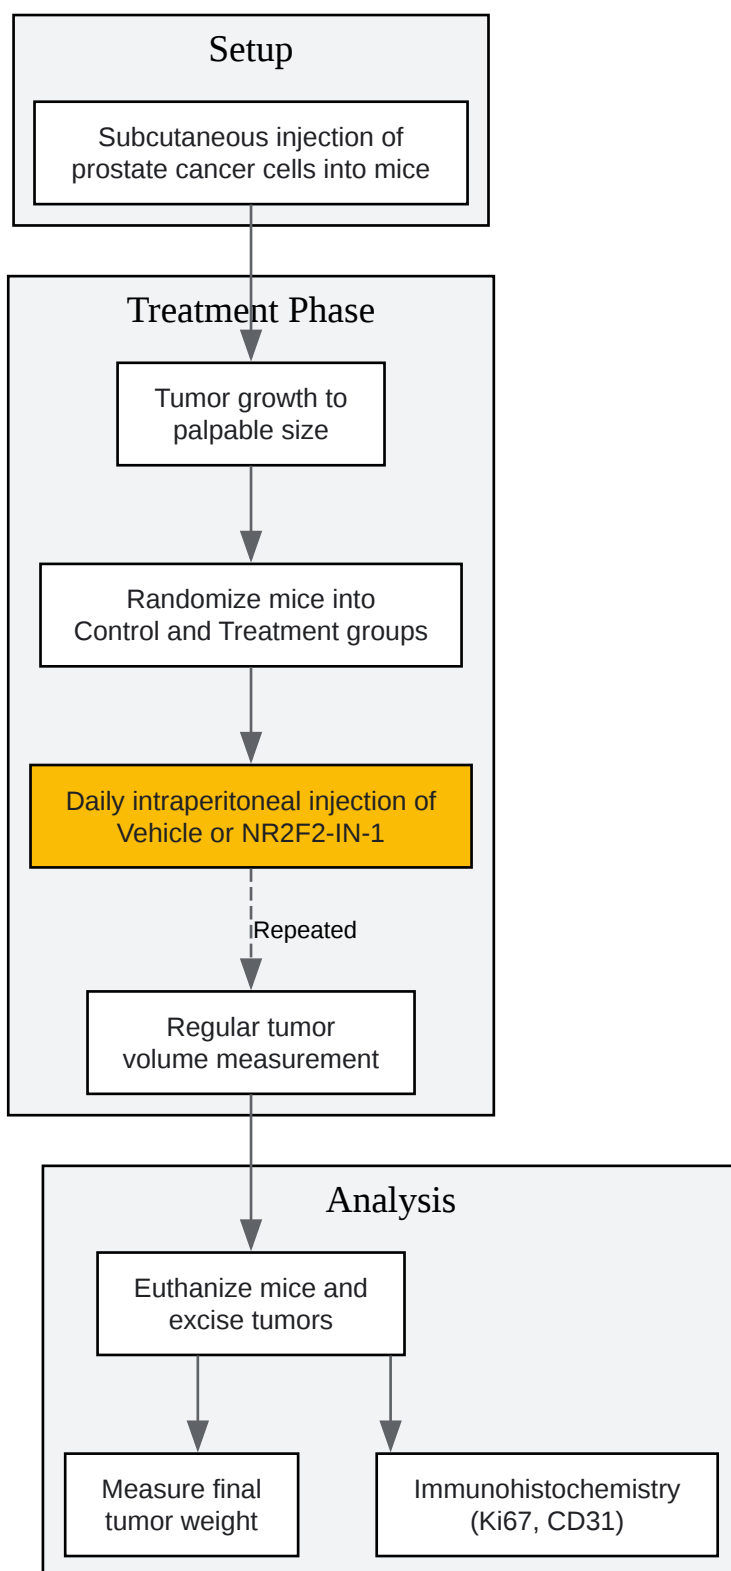 Setup
Subcutaneous injection of
prostate cancer cells into mice
Treatment Phase
Tumor growth to
palpable size
Randomize mice into
Control and Treatment groups
Daily intraperitoneal injection of
Vehicle or NR2F2-IN-1
Repeated
Regular tumor
volume measurement
Analysis
Euthanize mice and
excise tumors
Measure final
tumor weight
Immunohistochemistry
(Ki67, CD31)